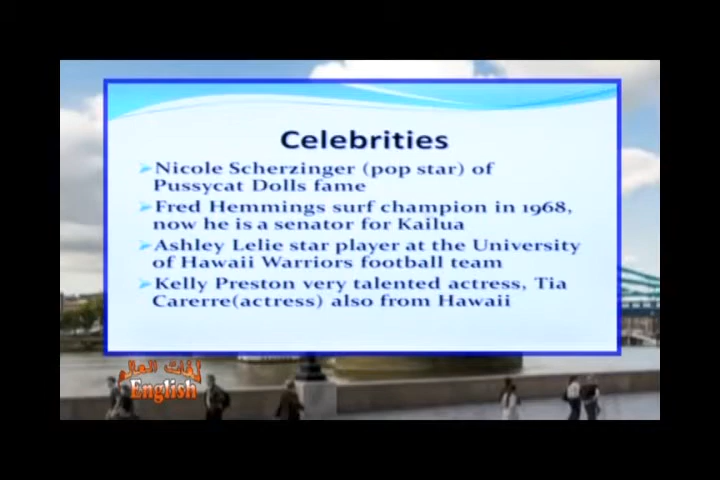 Celebrities
Nicole Scherzinger (pop star) of
Pussycat Dolls fame
Fred Hemmings surf champion in 1968,
now he is a senator for Kailua
Ashley Lelie star player at the University
of Hawaii Warriors football team
Kelly Preston very talented actress, Tia
Carerre(actress) also from Hawaii
لغات العالم
English